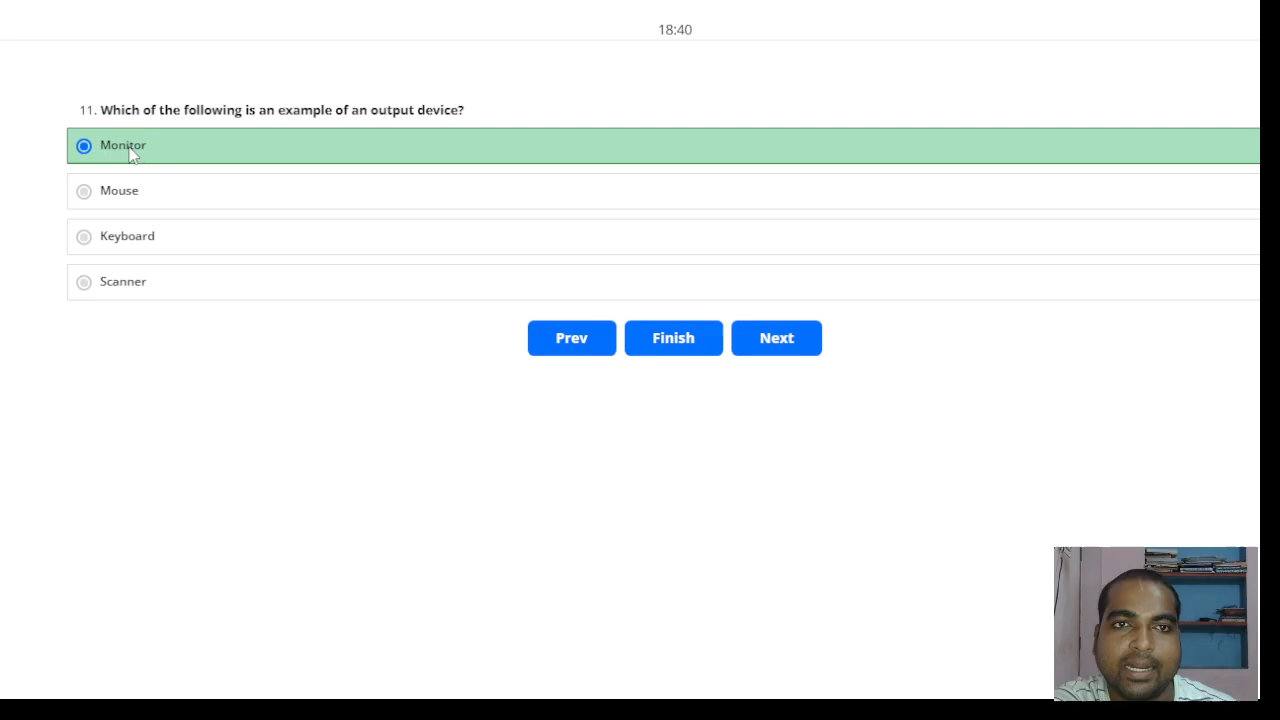 18:40
11. Which of the following is an example of an output device?
Monitor
Mouse
Keyboard
Scanner
Prev Finish Next